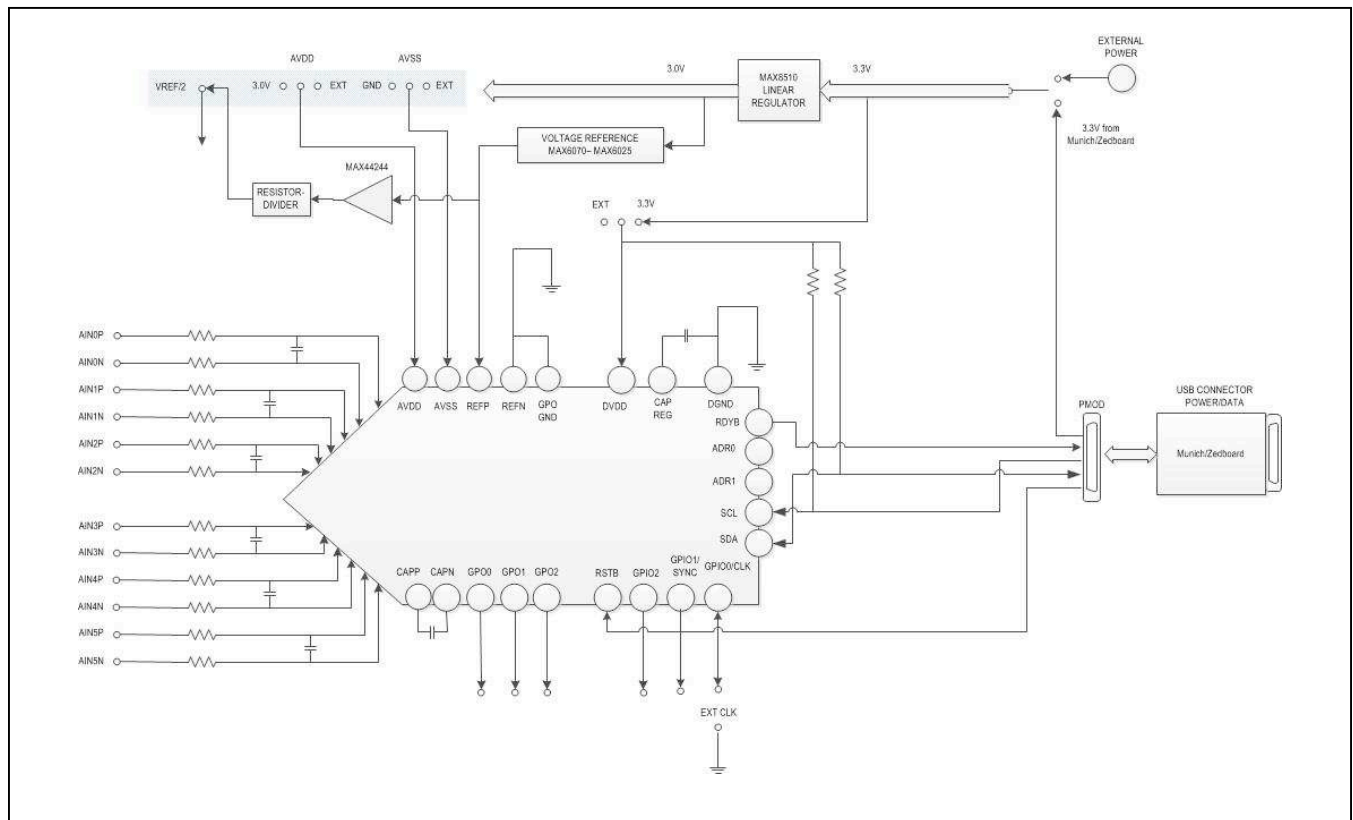 EXTERNAL
POWER
AVDD
AVSS
VREF/2
3.0V
EXT
GND
EXT
3.0V
MAX8510
LINEAR
REGULATOR
3.3V
3.3V from
Munich/Zedboard
VOLTAGE REFERENCE
MAX6070– MAX6025
MAX44244
RESISTOR-
DIVIDER
EXT
3.3V
AIN0P
AIN0N
AIN1P
AIN1N
AIN2P
AIN2N
AIN3P
AIN3N
AIN4P
AIN4N
AIN5P
AIN5N
AVDD
AVSS
REFP
REFN
GPO
GND
DVDD
CAP
REG
DGND
RDYB
ADR0
ADR1
SCL
SDA
PMOD
USB CONNECTOR
POWER/DATA
Munich/Zedboard
CAPP
CAPN
GPO0
GPO1
GPO2
RSTB
GPIO2
GPIO1/
SYNC
GPIO0/CLK
EXT CLK